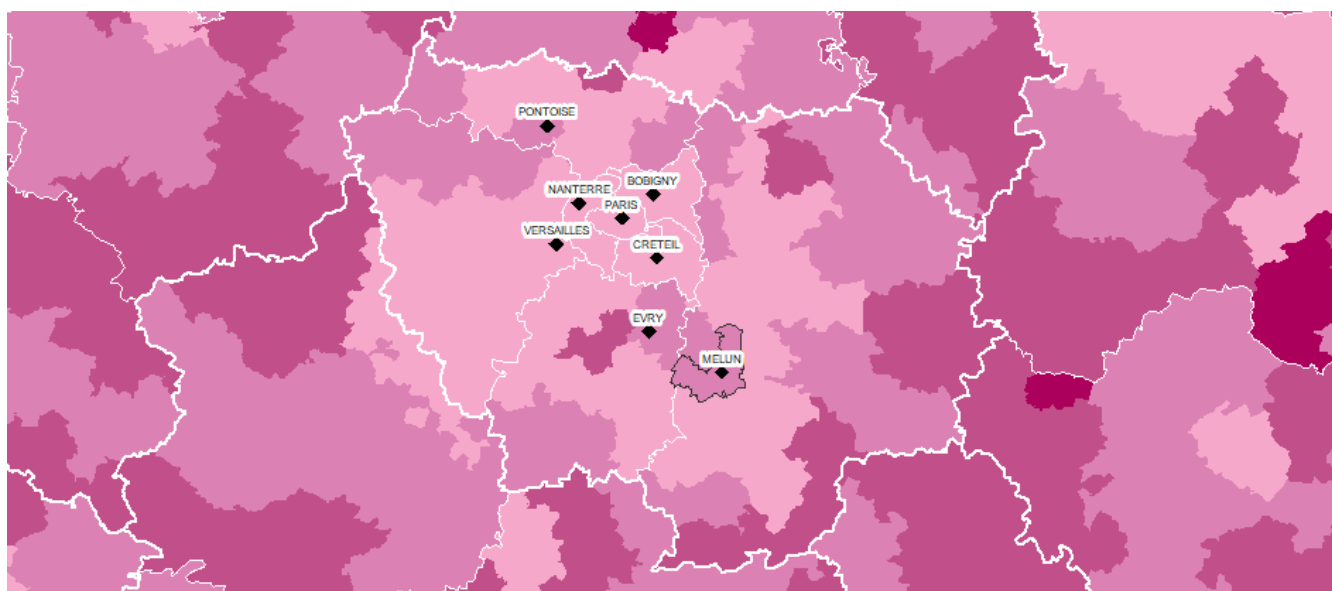 PONTOISE
BOBIGNY
NANTERRE
PARIS
VERSAILLES
CRETEIL
EVRY
MELUN